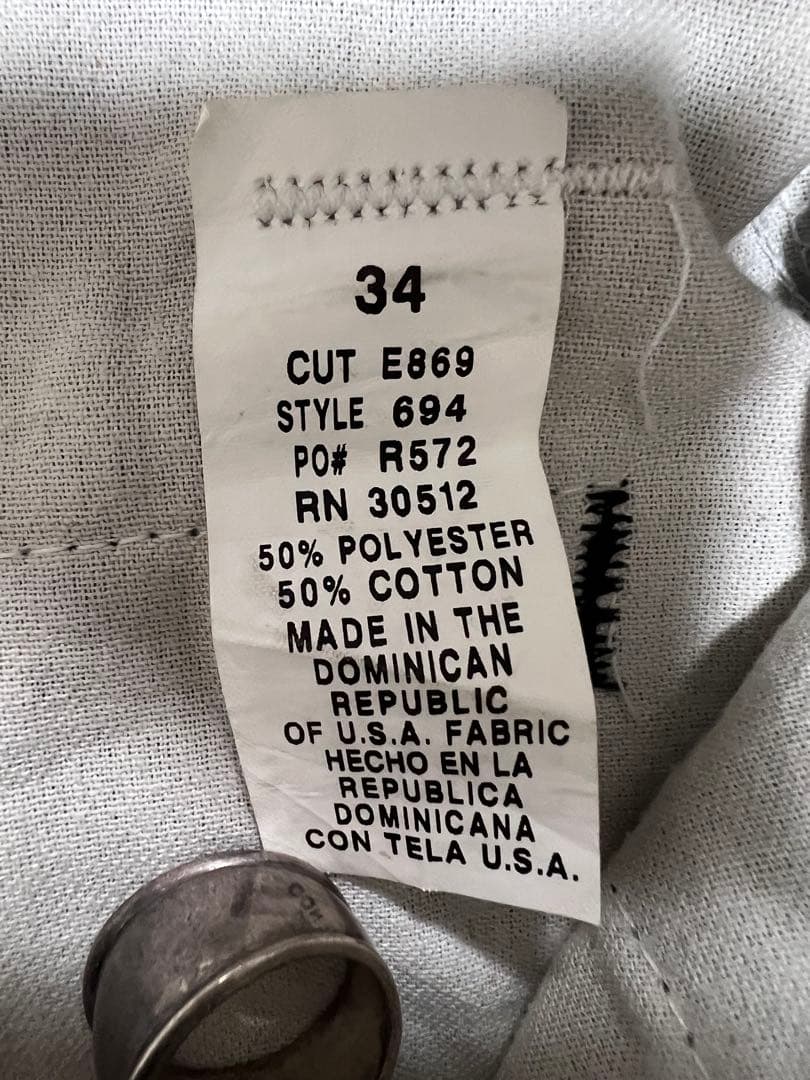 34
CUT E869
STYLE 694
PO# R572
RN 30512
50% POLYESTER
50% COTTON
MADE IN THE
DOMINICAN
REPUBLIC
OF U.S.A. FABRIC
HECHO EN LA
REPUBLICA
DOMINICANA
CON TELA U.S.A.